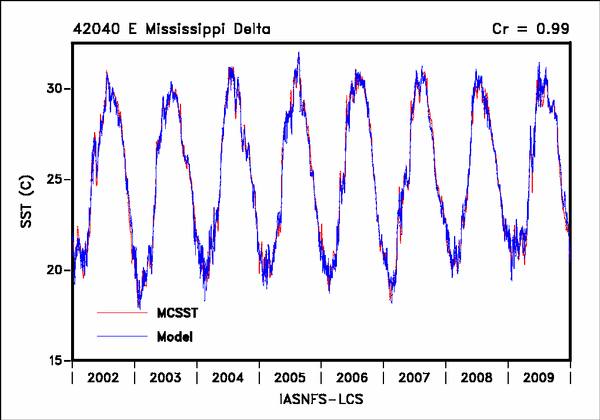 42040 E Mississippi Delta Cr = 0.99
30
25
SST (C)
20
MCSST
Model
15
2002 2003 2004 2005 2006 2007 2008 2009
IASNFS-LCS